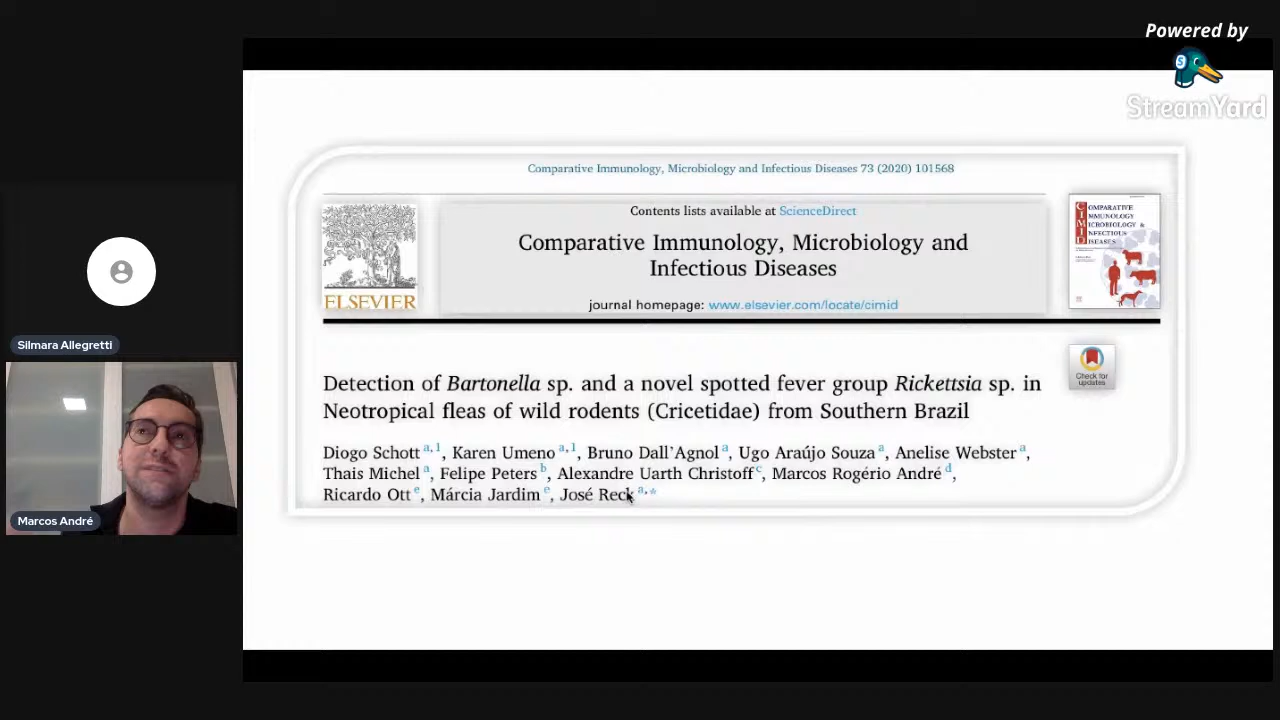 Powered by
StreamYard
Comparative Immunology, Microbiology and Infectious Diseases 73 (2020) 101568
Contents lists available at ScienceDirect
Comparative Immunology, Microbiology and
Infectious Diseases
journal homepage: www.elsevier.com/locate/cimid
ELSEVIER
COMPARATIVE
IMMUNOLOGY
MICROBIOLOGY &
INFECTIOUS
DISEASES
Check for
updates
Detection of Bartonella sp. and a novel spotted fever group Rickettsia sp. in
Neotropical fleas of wild rodents (Cricetidae) from Southern Brazil
Diogo Schott a,1, Karen Umeno a,1, Bruno Dall'Agnol a, Ugo Araújo Souza a, Anelise Webster a,
Thais Michel a, Felipe Peters b, Alexandre Uarth Christoff c, Marcos Rogério André d,
Ricardo Ott e, Márcia Jardim e, José Reck a,*
Silmara Allegretti
Marcos André